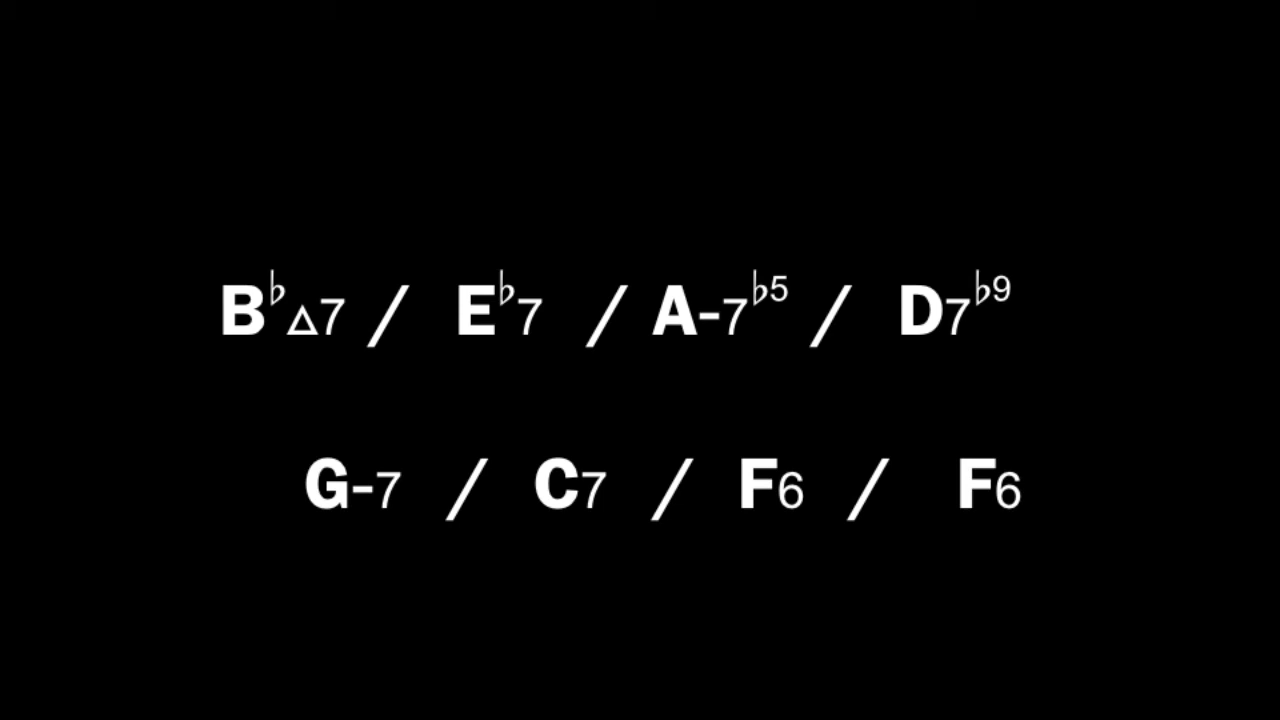 B♭△7 / E♭7 / A-7♭5 / D7♭9
G-7 / C7 / F6 / F6